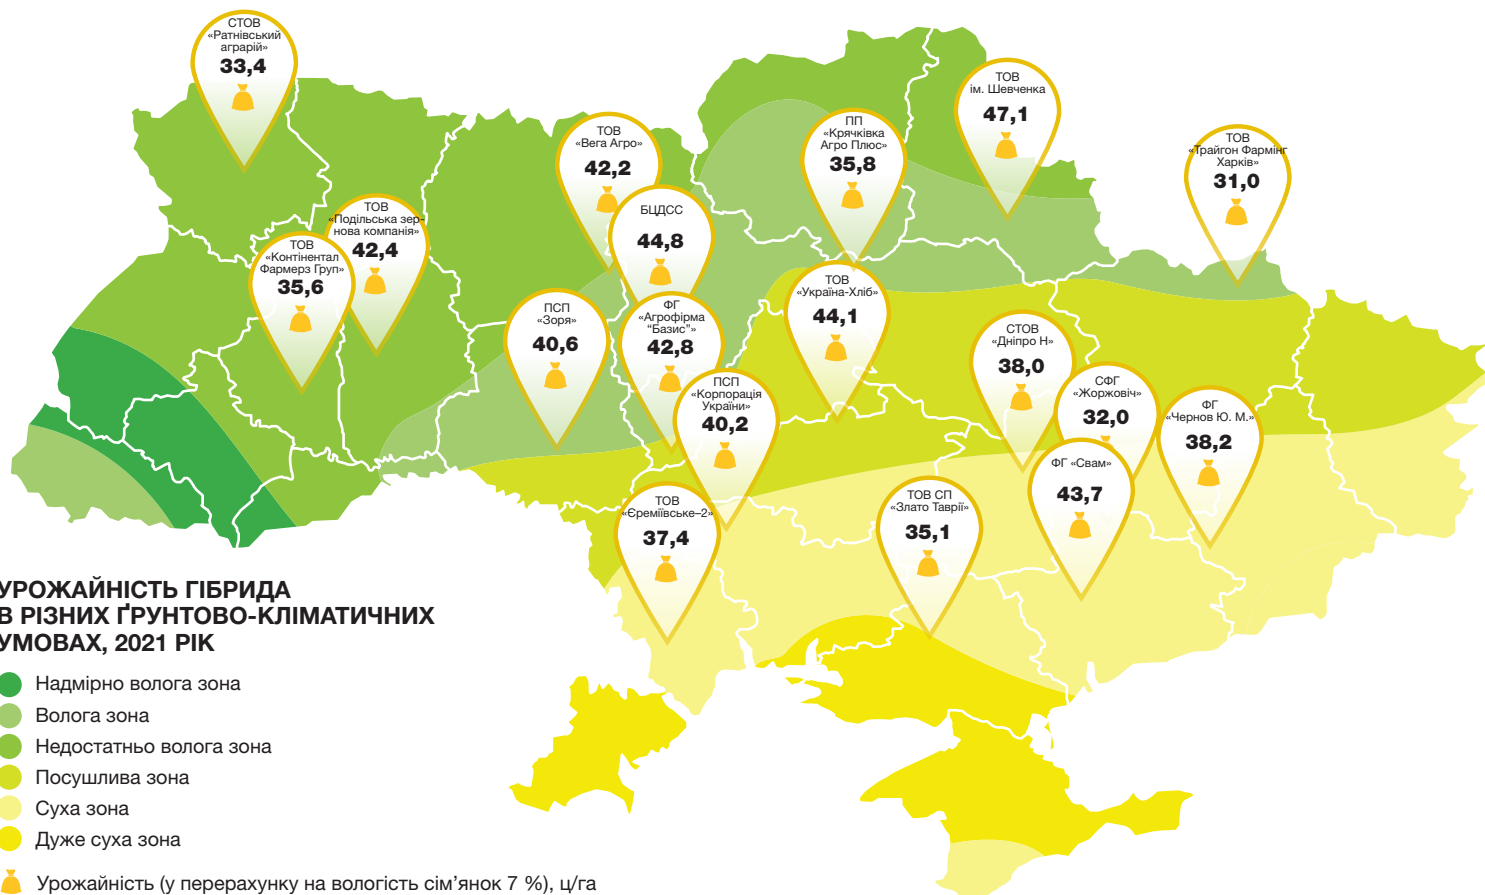 СТОВ
«Ратнівський
аграрій»
33,4
ТОВ
«Вега Агро»
42,2
ПП
«Крячківка
Агро Плюс»
35,8
ТОВ
ім. Шевченка
47,1
ТОВ
«Трайгон Фармінг
Харків»
31,0
ТОВ
«Подільська зер-
нова компанія»
42,4
ТОВ
«Контінентал
Фармерз Груп»
35,6
БЦДСС
44,8
ПСП
«Зоря»
40,6
ФГ
«Агрофірма
“Базис”»
42,8
ТОВ
«Україна-Хліб»
44,1
СТОВ
«Дніпро Н»
38,0
ПСП
«Корпорація
України»
40,2
СФГ
«Жоржовіч»
32,0
ФГ
«Чернов Ю. М.»
38,2
ФГ «Свам»
43,7
ТОВ
«Єреміївське–2»
37,4
ТОВ СП
«Злато Таврії»
35,1
УРОЖАЙНІСТЬ ГІБРИДА
В РІЗНИХ ҐРУНТОВО-КЛІМАТИЧНИХ
УМОВАХ, 2021 РІК
Надмірно волога зона
Волога зона
Недостатньо волога зона
Посушлива зона
Суха зона
Дуже суха зона
Урожайність (у перерахунку на вологість сім’янок 7 %), ц/га